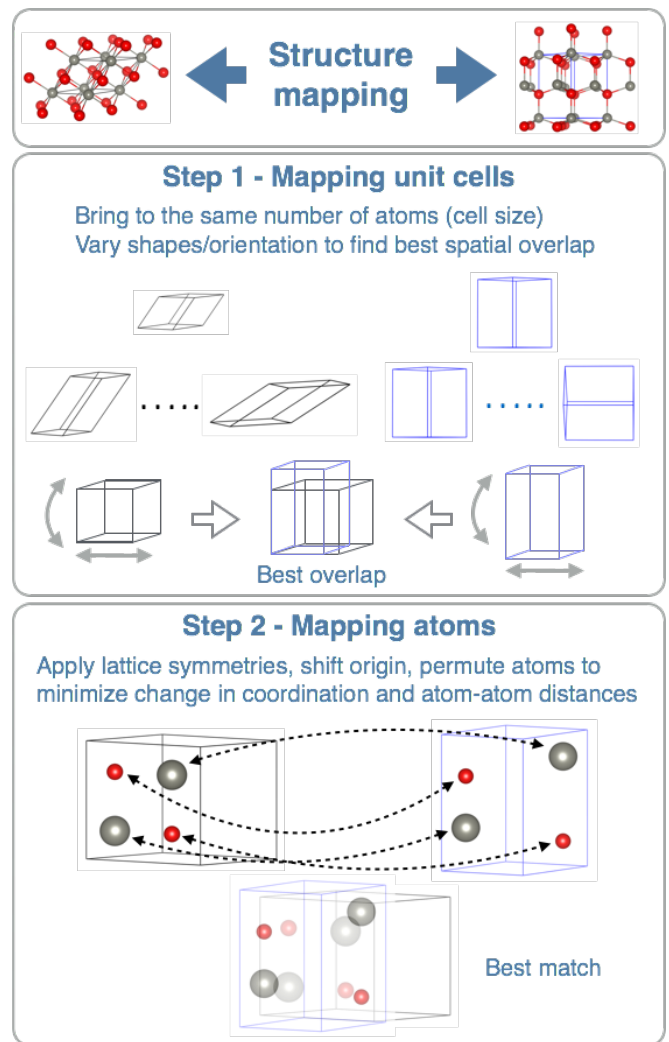 Structure
mapping
Step 1 - Mapping unit cells
Bring to the same number of atoms (cell size)
Vary shapes/orientation to find best spatial overlap
Best overlap
Step 2 - Mapping atoms
Apply lattice symmetries, shift origin, permute atoms to
minimize change in coordination and atom-atom distances
Best match